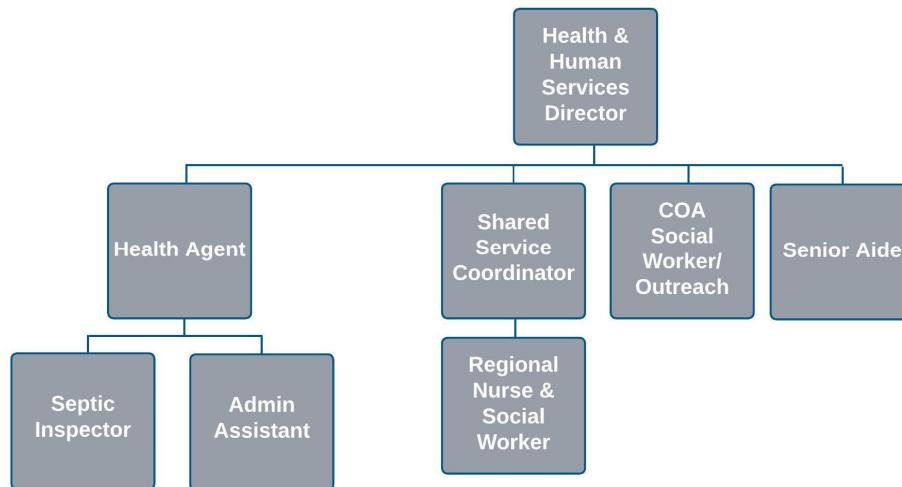 Health &
Human
Services
Director
Health Agent
Shared
Service
Coordinator
COA
Social
Worker/
Outreach
Senior Aide
Septic
Inspector
Admin
Assistant
Regional
Nurse &
Social
Worker